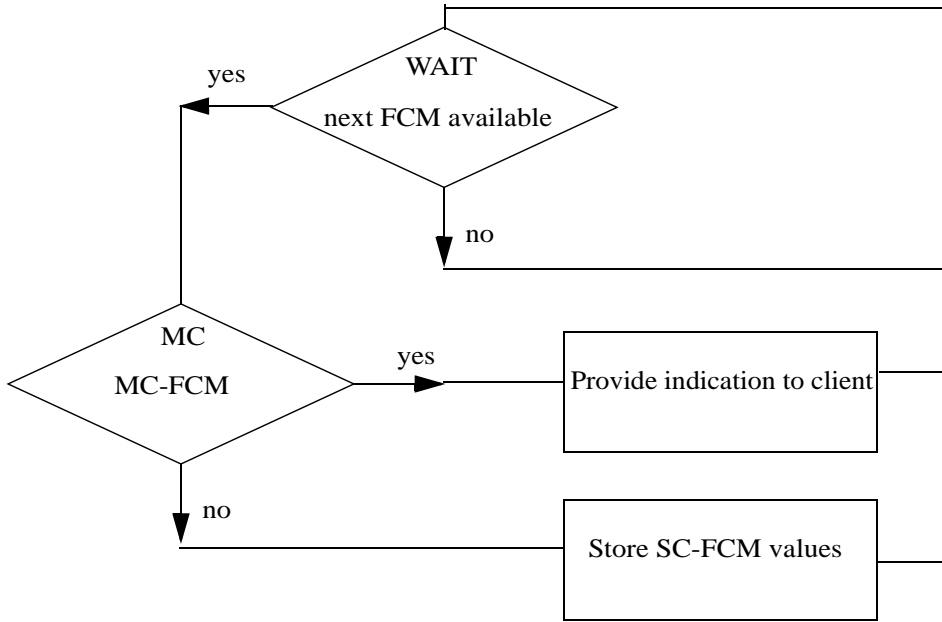 WAIT
yes
next FCM available
no
MC
MC-FCM
yes
Provide indication to client
no
Store SC-FCM values